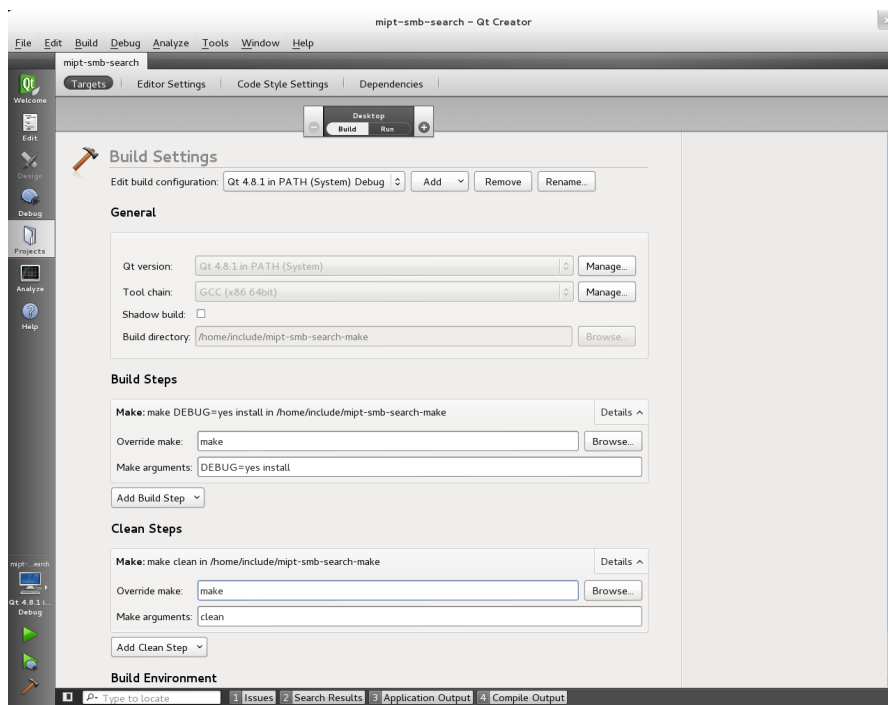 mipt-smb-search - Qt Creator
File Edit Build Debug Analyze Tools Window Help
mipt-smb-search
Targets Editor Settings Code Style Settings Dependencies
Qt
Welcome
Edit
Design
Debug
Projects
Analyze
Help
Desktop
Build Run
Build Settings
Edit build configuration: Qt 4.8.1 in PATH (System) Debug Add Remove Rename...
General
Qt version: Qt 4.8.1 in PATH (System) Manage...
Tool chain: GCC (x86 64bit) Manage...
Shadow build:
Build directory: /home/include/mipt-smb-search-make Browse...
Build Steps
Make: make DEBUG=yes install in /home/include/mipt-smb-search-make Details
Override make: make Browse...
Make arguments: DEBUG=yes install
Add Build Step
Clean Steps
Make: make clean in /home/include/mipt-smb-search-make Details
Override make: make Browse...
Make arguments: clean
Add Clean Step
Build Environment
mipt-...earch
Qt 4.8.1 i...
Debug
Type to locate 1 Issues 2 Search Results 3 Application Output 4 Compile Output